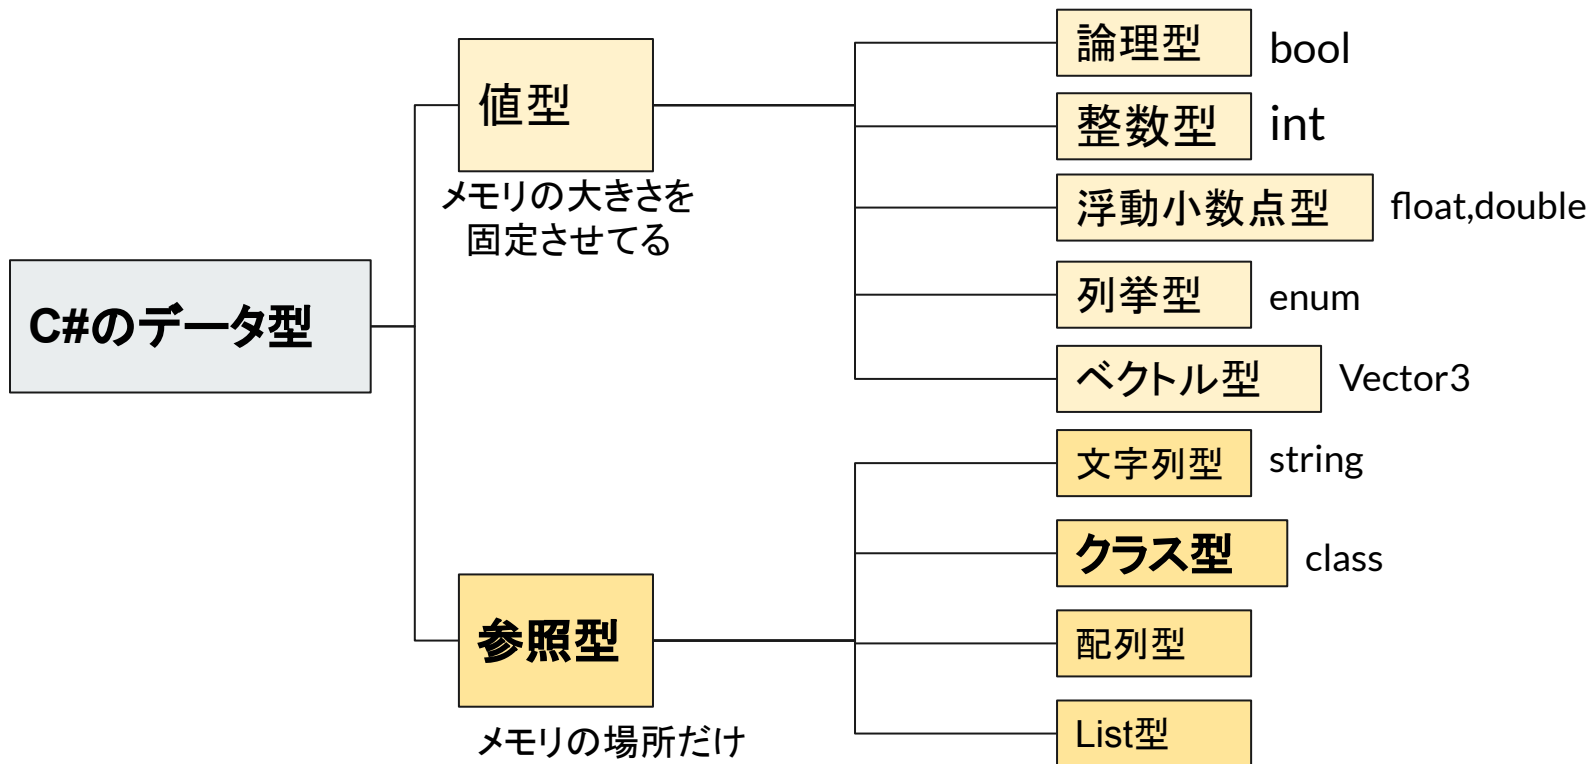 C#のデータ型
値型
メモリの大きさを
固定させてる
論理型 bool
整数型 int
浮動小数点型 float,double
列挙型 enum
ベクトル型 Vector3
参照型
メモリの場所だけ
文字列型 string
クラス型 class
配列型
List型